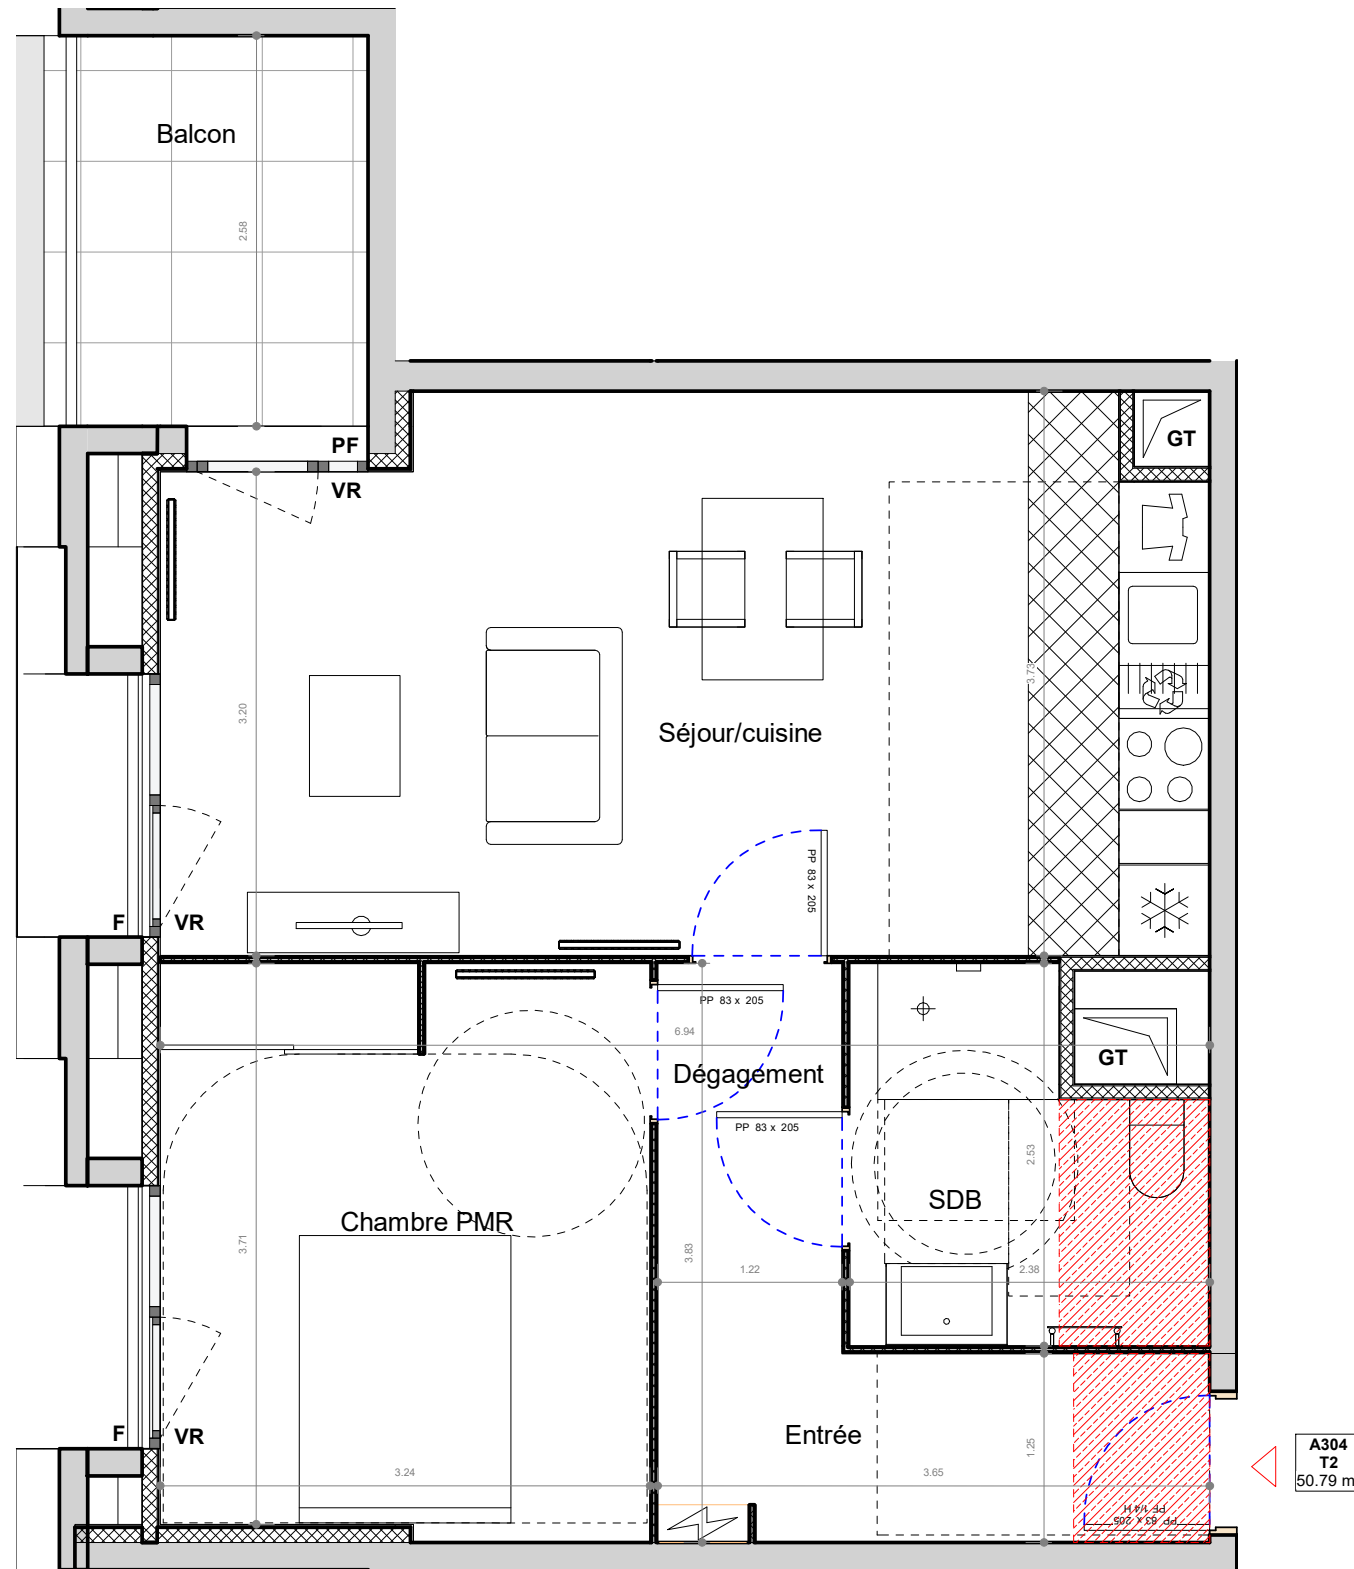 Balcon
2.58
PF
VR
GT
3.20
3.73
Séjour/cuisine
PP 83 x 205
F
VR
PP 83 x 205
6.94
GT
Dégagement
PP 83 x 205
2.53
SDB
Chambre PMR
3.71
3.83
1.22
2.38
F
VR
Entrée
1.25
3.24
3.65
PP 83 x 205
PF 1/4 H
A304
T2
50.79 m